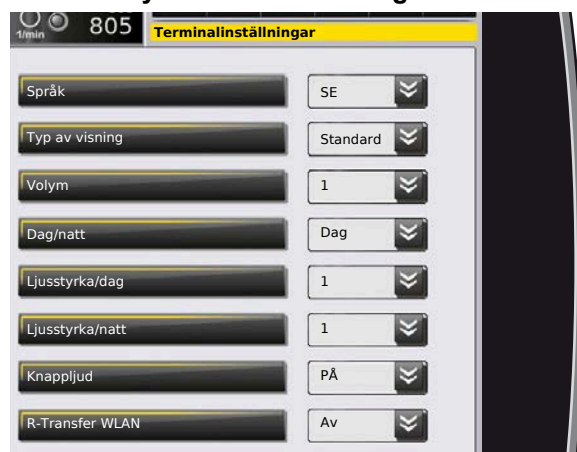 1/min 805 Terminalinställningar
Språk SE
Typ av visning Standard
Volym 1
Dag/natt Dag
Ljusstyrka/dag 1
Ljusstyrka/natt 1
Knappljud PÅ
R-Transfer WLAN Av